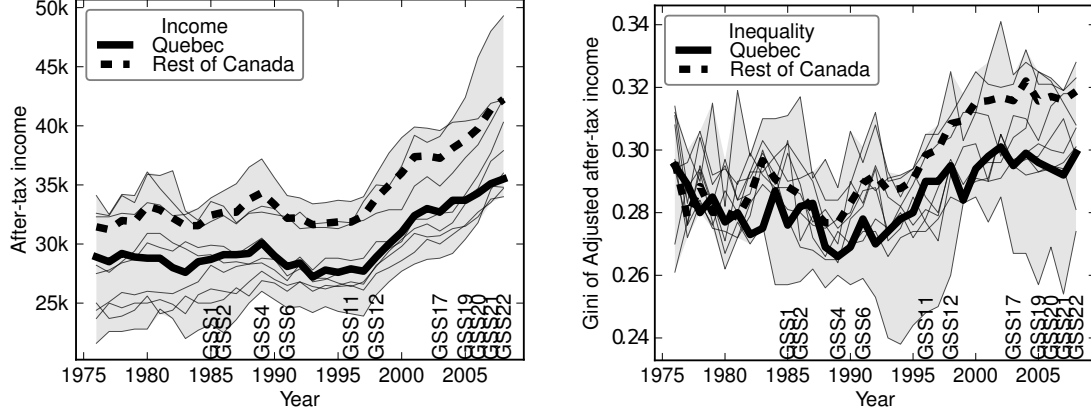 50k
45k
40k
35k
30k
25k
After-tax income
Income
Quebec
Rest of Canada
GSS1
GSS2
GSS4
GSS6
GSS11
GSS12
GSS17
GSS19
GSS20
GSS21
GSS22
1975 1980 1985 1990 1995 2000 2005
Year
0.34
0.32
0.30
0.28
0.26
0.24
Gini of Adjusted after-tax income
Inequality
Quebec
Rest of Canada
GSS1
GSS2
GSS4
GSS6
GSS11
GSS12
GSS17
GSS19
GSS20
GSS21
GSS22
1975 1980 1985 1990 1995 2000 2005
Year